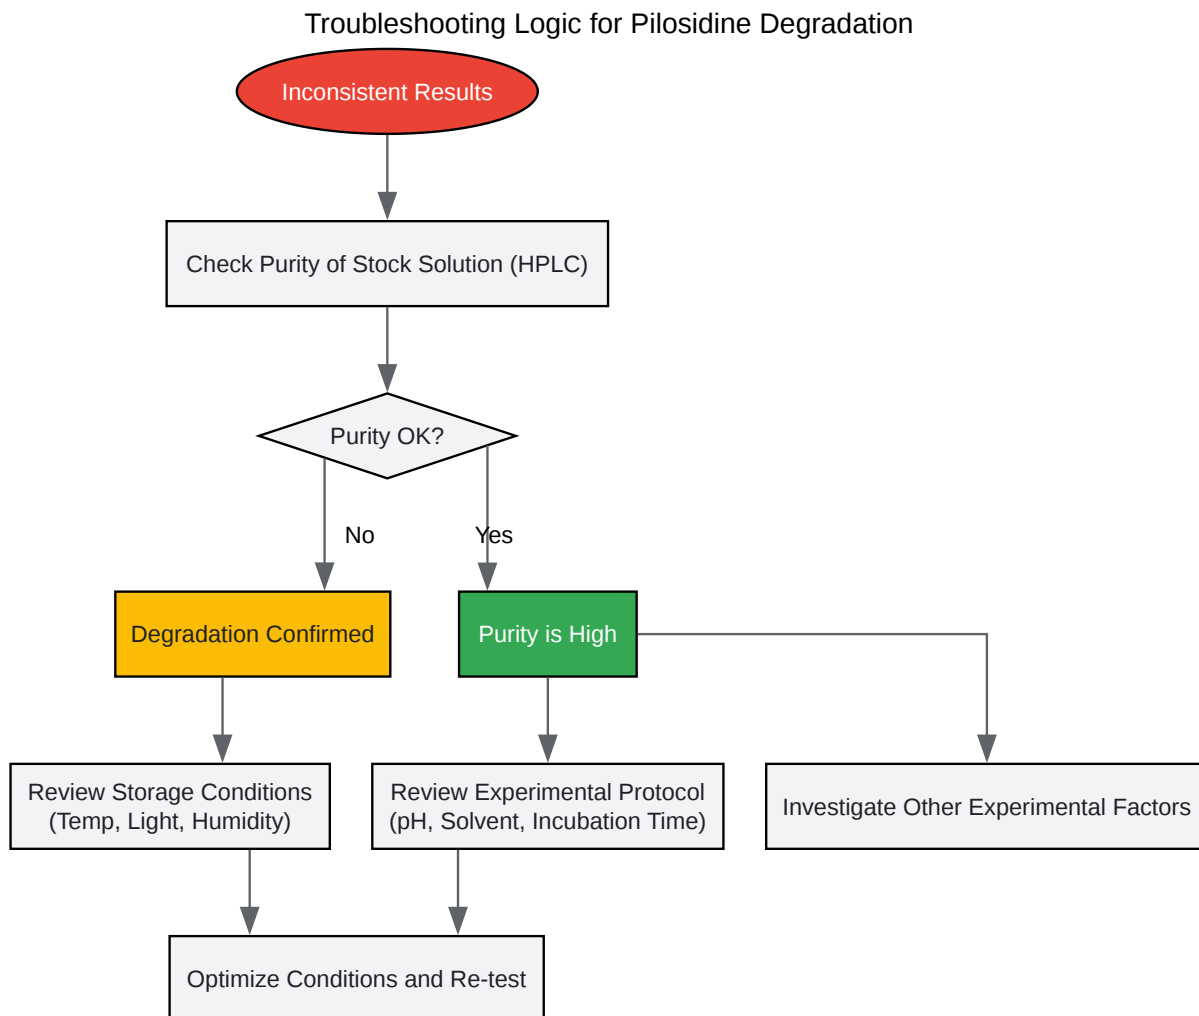 Troubleshooting Logic for Pilosidine Degradation
Inconsistent Results
Check Purity of Stock Solution (HPLC)
Purity OK?
No
Yes
Degradation Confirmed
Purity is High
Review Storage Conditions
(Temp, Light, Humidity)
Review Experimental Protocol
(pH, Solvent, Incubation Time)
Investigate Other Experimental Factors
Optimize Conditions and Re-test